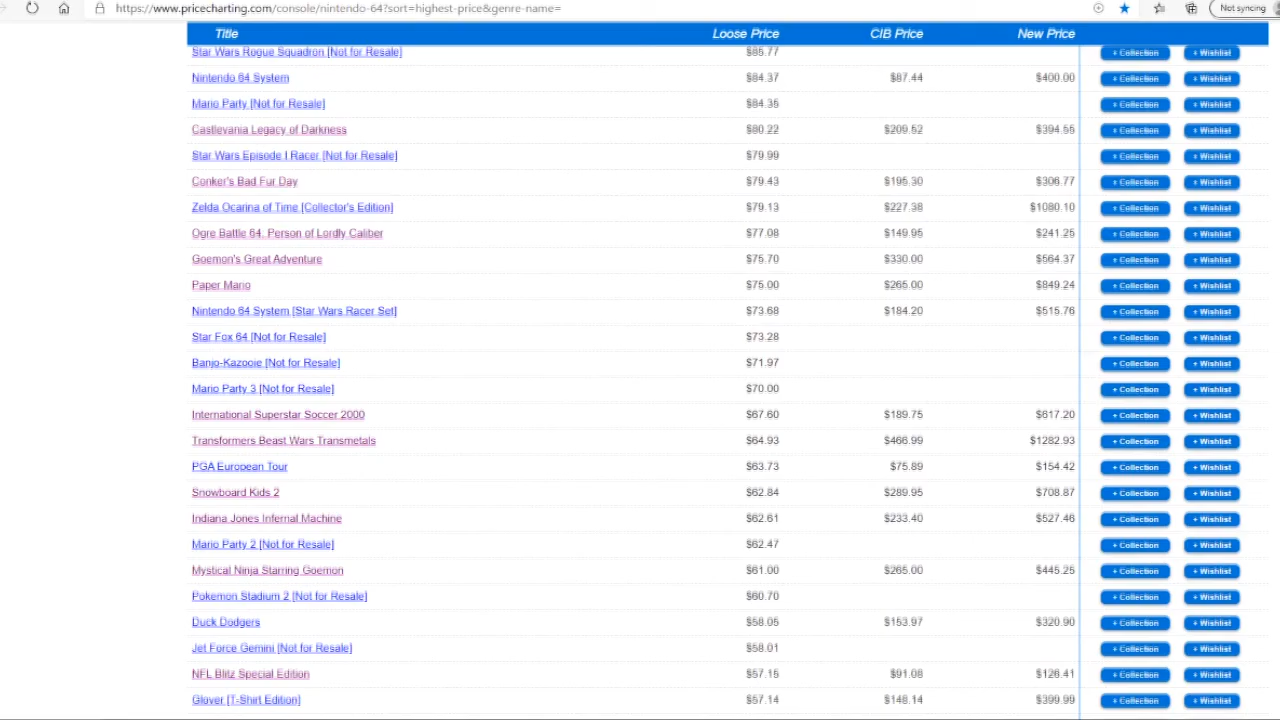 https://www.pricecharting.com/console/nintendo-64?sort=highest-price&genre-name= Not syncing
Title Loose Price CIB Price New Price
Star Wars Rogue Squadron [Not for Resale] $85.77 + Collection + Wishlist
Nintendo 64 System $84.37 $87.44 $400.00 + Collection + Wishlist
Mario Party [Not for Resale] $84.35 + Collection + Wishlist
Castlevania Legacy of Darkness $80.22 $209.52 $394.55 + Collection + Wishlist
Star Wars Episode I Racer [Not for Resale] $79.99 + Collection + Wishlist
Conker's Bad Fur Day $79.43 $195.30 $306.77 + Collection + Wishlist
Zelda Ocarina of Time [Collector's Edition] $79.13 $227.38 $1080.10 + Collection + Wishlist
Ogre Battle 64: Person of Lordly Caliber $77.08 $149.95 $241.25 + Collection + Wishlist
Goemon's Great Adventure $75.70 $330.00 $564.37 + Collection + Wishlist
Paper Mario $75.00 $265.00 $849.24 + Collection + Wishlist
Nintendo 64 System [Star Wars Racer Set] $73.68 $184.20 $515.76 + Collection + Wishlist
Star Fox 64 [Not for Resale] $73.28 + Collection + Wishlist
Banjo-Kazooie [Not for Resale] $71.97 + Collection + Wishlist
Mario Party 3 [Not for Resale] $70.00 + Collection + Wishlist
International Superstar Soccer 2000 $67.60 $189.75 $617.20 + Collection + Wishlist
Transformers Beast Wars Transmetals $64.93 $466.99 $1282.93 + Collection + Wishlist
PGA European Tour $63.73 $75.89 $154.42 + Collection + Wishlist
Snowboard Kids 2 $62.84 $289.95 $708.87 + Collection + Wishlist
Indiana Jones Infernal Machine $62.61 $233.40 $527.46 + Collection + Wishlist
Mario Party 2 [Not for Resale] $62.47 + Collection + Wishlist
Mystical Ninja Starring Goemon $61.00 $265.00 $445.25 + Collection + Wishlist
Pokemon Stadium 2 [Not for Resale] $60.70 + Collection + Wishlist
Duck Dodgers $58.05 $153.97 $320.90 + Collection + Wishlist
Jet Force Gemini [Not for Resale] $58.01 + Collection + Wishlist
NFL Blitz Special Edition $57.15 $91.08 $126.41 + Collection + Wishlist
Glover [T-Shirt Edition] $57.14 $148.14 $399.99 + Collection + Wishlist